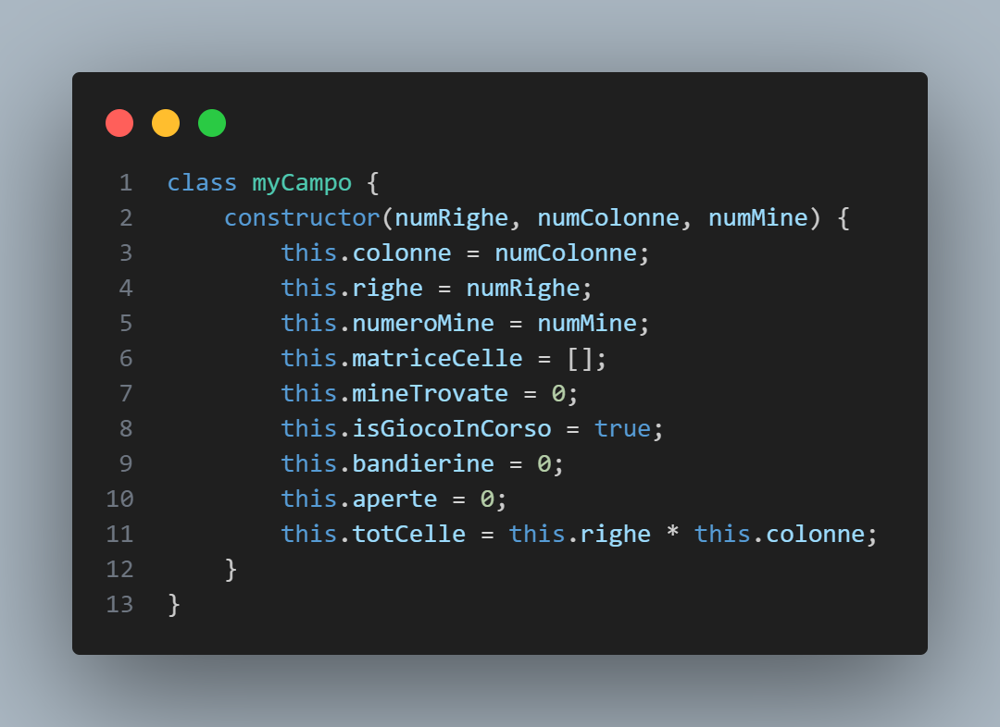 1 class myCampo {
2     constructor(numRighe, numColonne, numMine) {
3         this.colonne = numColonne;
4         this.righe = numRighe;
5         this.numeroMine = numMine;
6         this.matriceCelle = [];
7         this.mineTrovate = 0;
8         this.isGiocoInCorso = true;
9         this.bandierine = 0;
10         this.aperte = 0;
11         this.totCelle = this.righe * this.colonne;
12     }
13 }